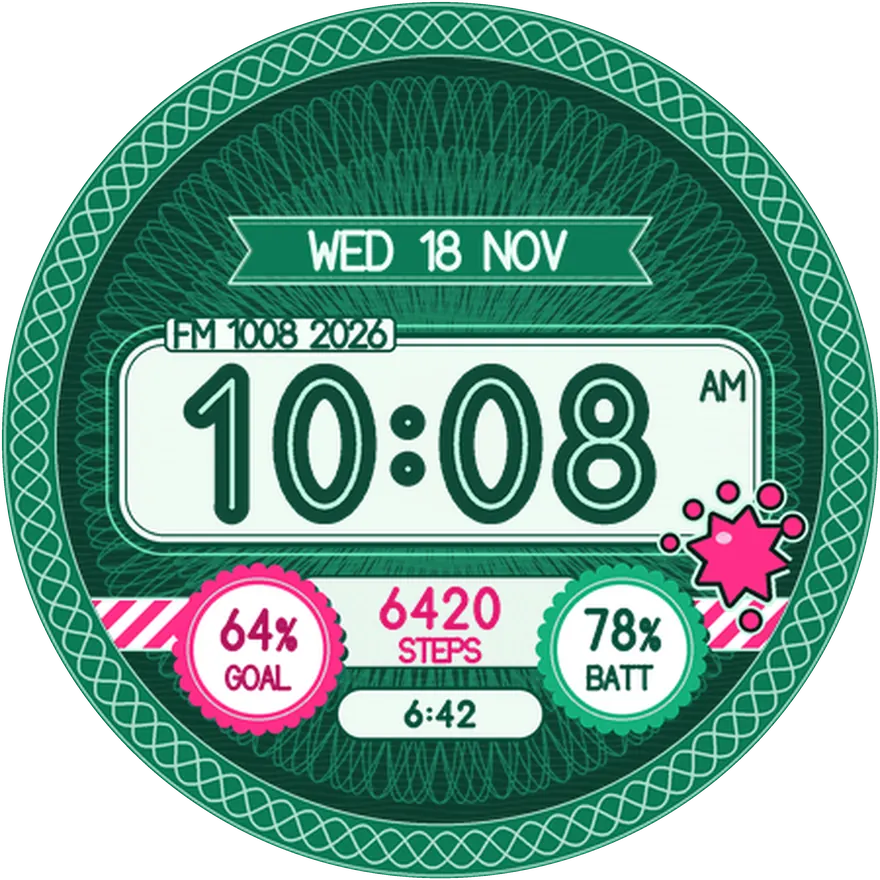 WED 18 NOV
FM 1008 2026
10:08
AM
64%
GOAL
6420
STEPS
78%
BATT
6:42